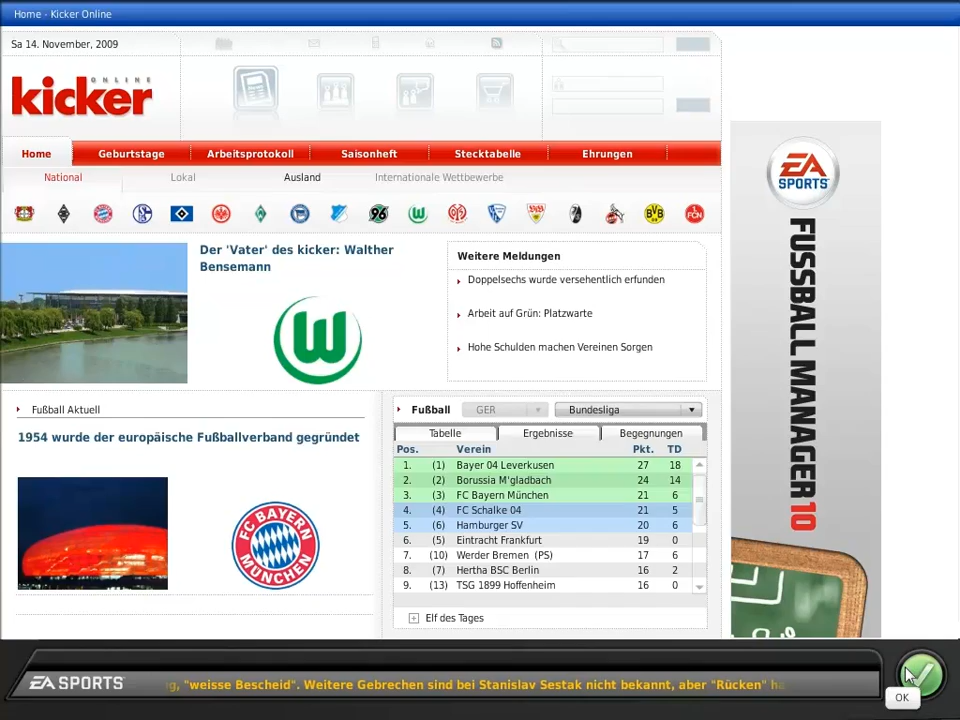 Home - Kicker Online
Sa 14. November, 2009
ONLINE
kicker
Home Geburtstage Arbeitsprotokoll Saisonheft Stecktabelle Ehrungen
National Lokal Ausland Internationale Wettbewerbe
96 W BVB 09 1.FCN
Der 'Vater' des kicker: Walther
Bensemann
W
Weitere Meldungen
Doppelsechs wurde versehentlich erfunden
Arbeit auf Grün: Platzwarte
Hohe Schulden machen Vereinen Sorgen
Fußball Aktuell
1954 wurde der europäische Fußballverband gegründet
FC BAYERN
MÜNCHEN
Fußball GER Bundesliga
Tabelle Ergebnisse Begegnungen
Pos. Verein Pkt. TD
1. (1) Bayer 04 Leverkusen 27 18
2. (2) Borussia M'gladbach 24 14
3. (3) FC Bayern München 21 6
4. (4) FC Schalke 04 21 5
5. (6) Hamburger SV 20 6
6. (5) Eintracht Frankfurt 19 0
7. (10) Werder Bremen (PS) 17 6
8. (7) Hertha BSC Berlin 16 2
9. (13) TSG 1899 Hoffenheim 16 0
Elf des Tages
EA
SPORTS
FUSSBALL MANAGER 10
EA SPORTS
g, "weisse Bescheid". Weitere Gebrechen sind bei Stanislav Sestak nicht bekannt, aber "Rücken" ha
OK